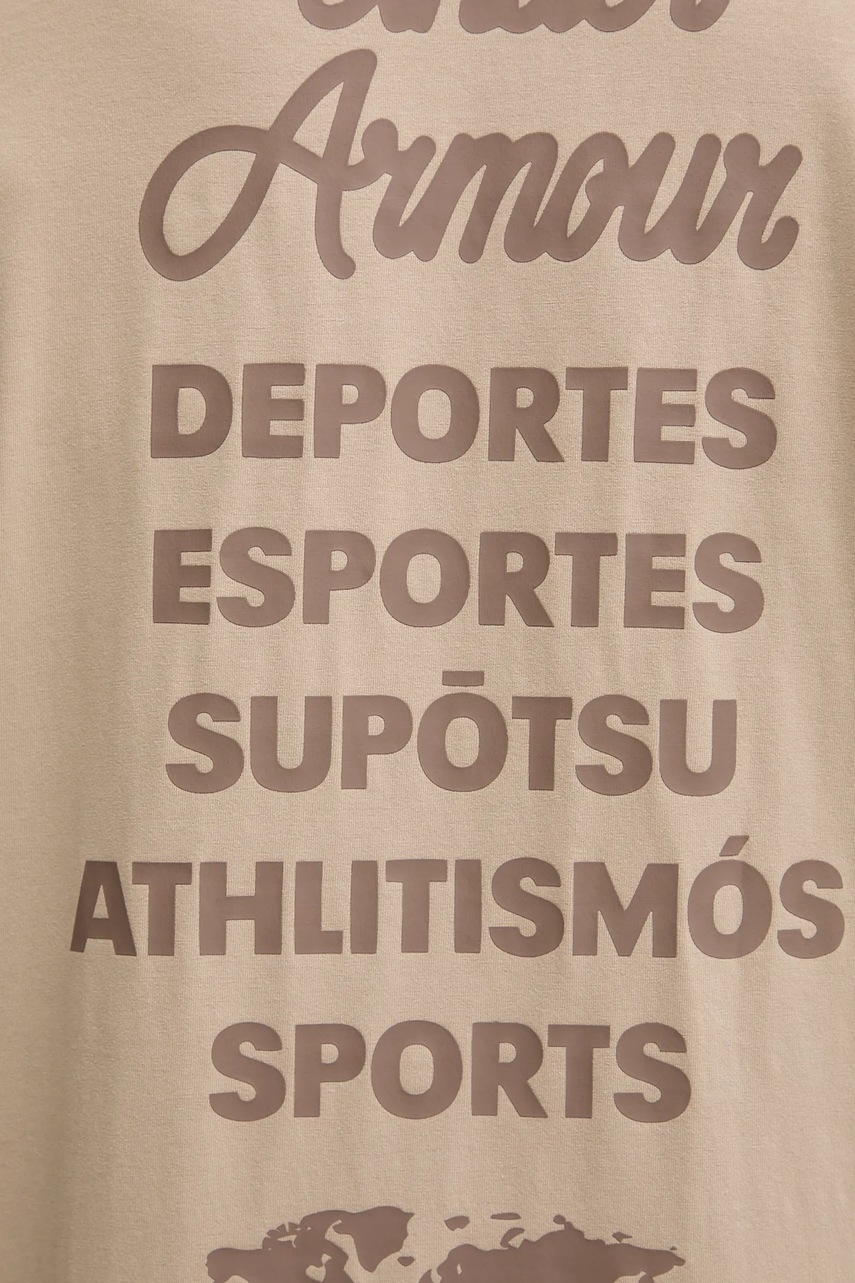 Armour
DEPORTES
ESPORTES
SUPŌTSU
ATHLITISMÓS
SPORTS